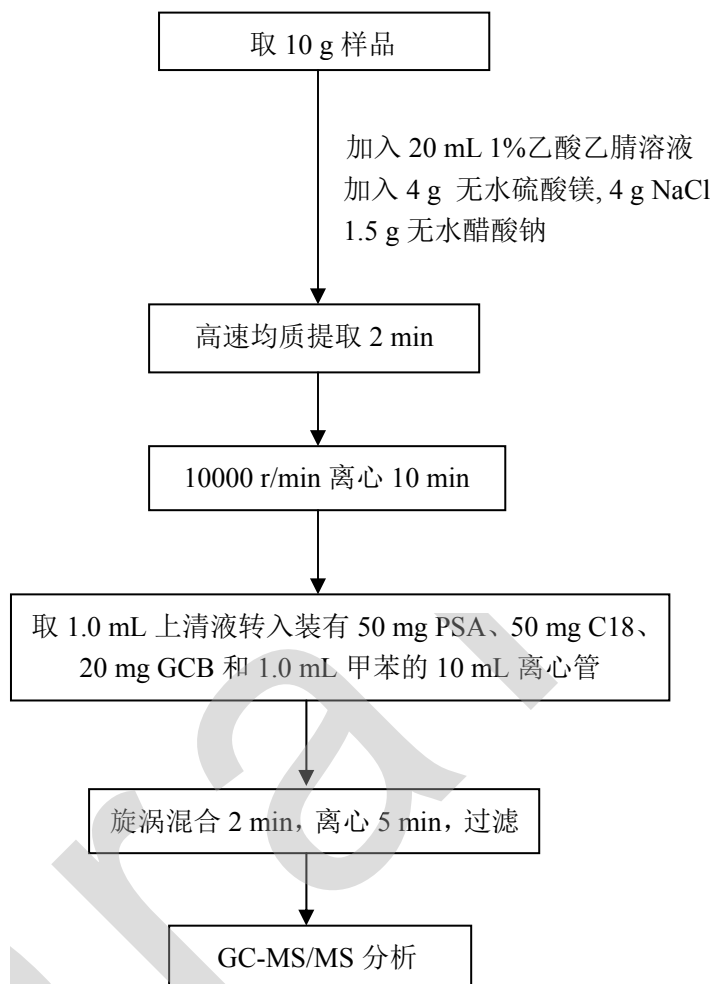 取 10 g 样品
加入 20 mL 1%乙酸乙腈溶液
加入 4 g 无水硫酸镁, 4 g NaCl
1.5 g 无水醋酸钠
高速均质提取 2 min
10000 r/min 离心 10 min
取 1.0 mL 上清液转入装有 50 mg PSA、50 mg C18、
20 mg GCB 和 1.0 mL 甲苯的 10 mL 离心管
旋涡混合 2 min，离心 5 min，过滤
GC-MS/MS 分析